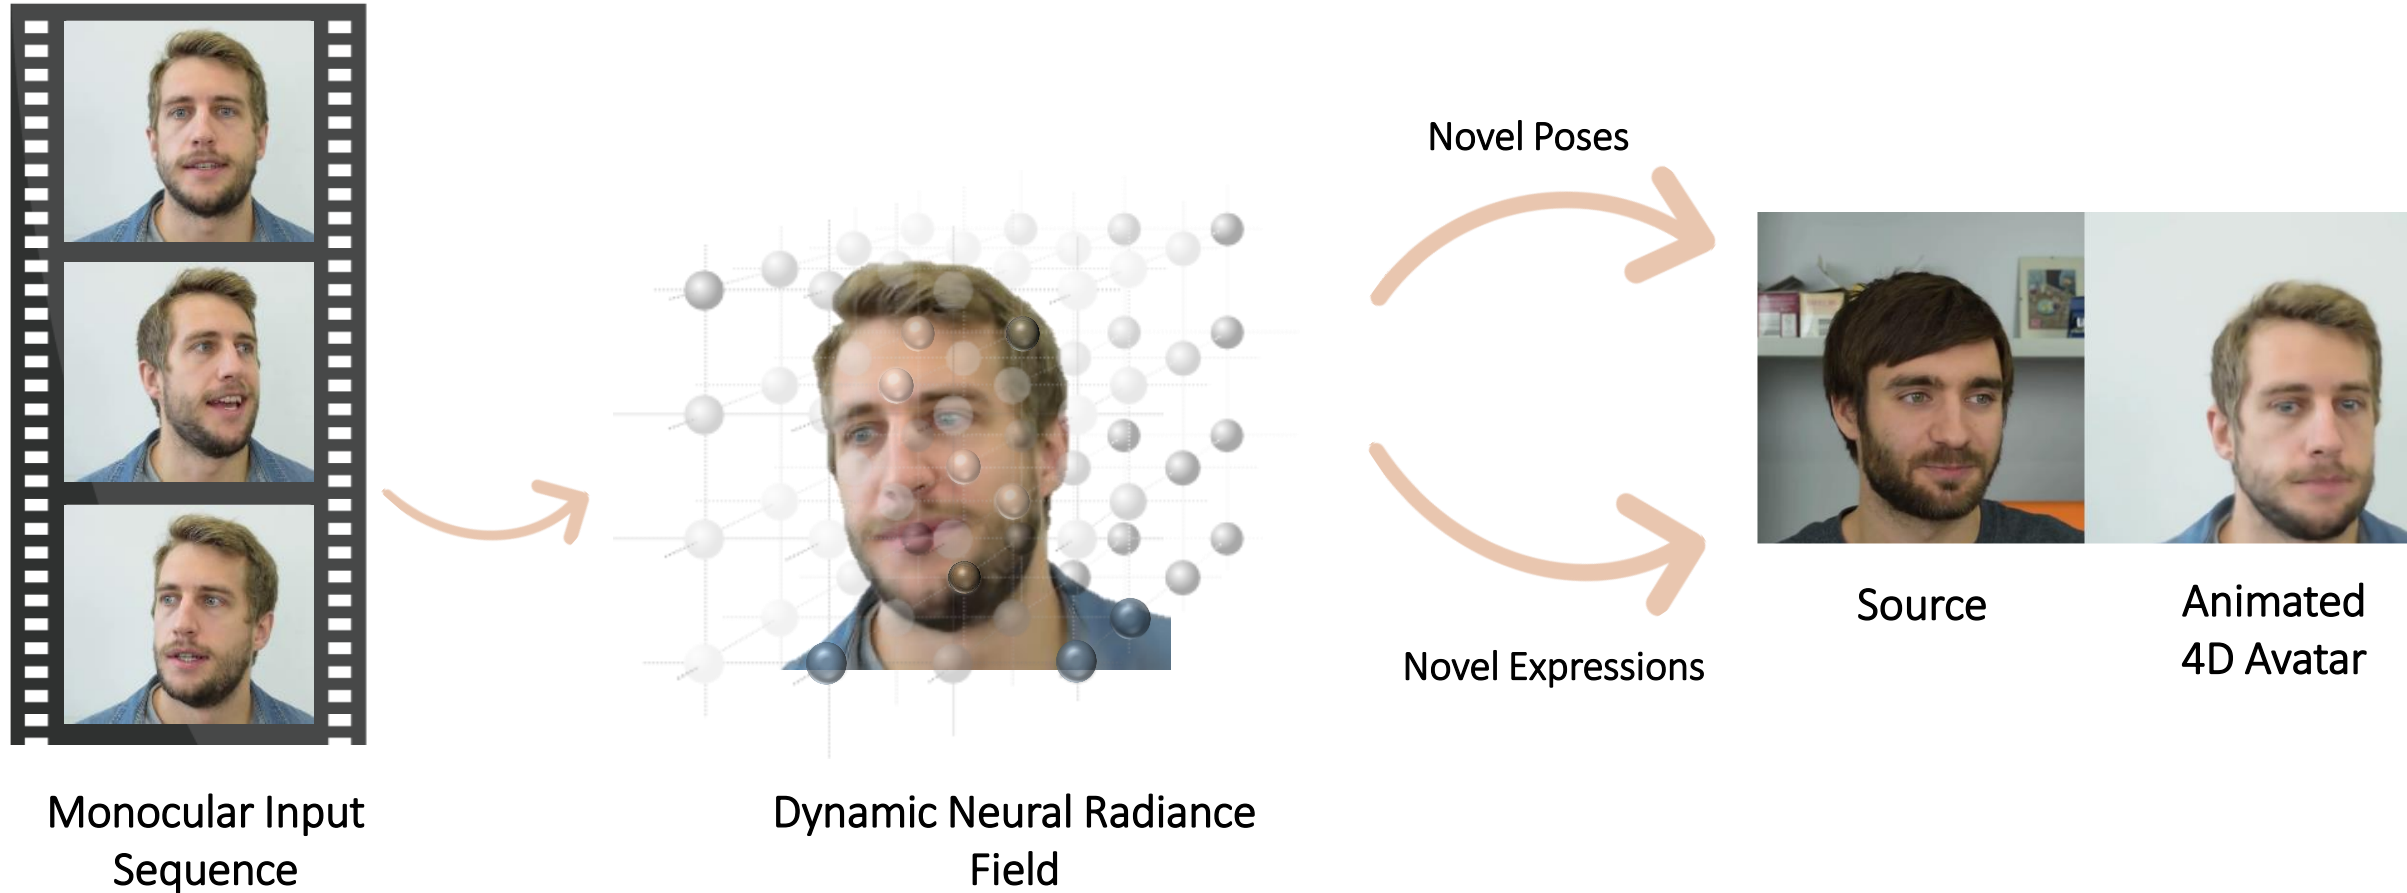 Novel Poses
Novel Expressions
Source
Animated
4D Avatar
Monocular Input
Sequence
Dynamic Neural Radiance
Field